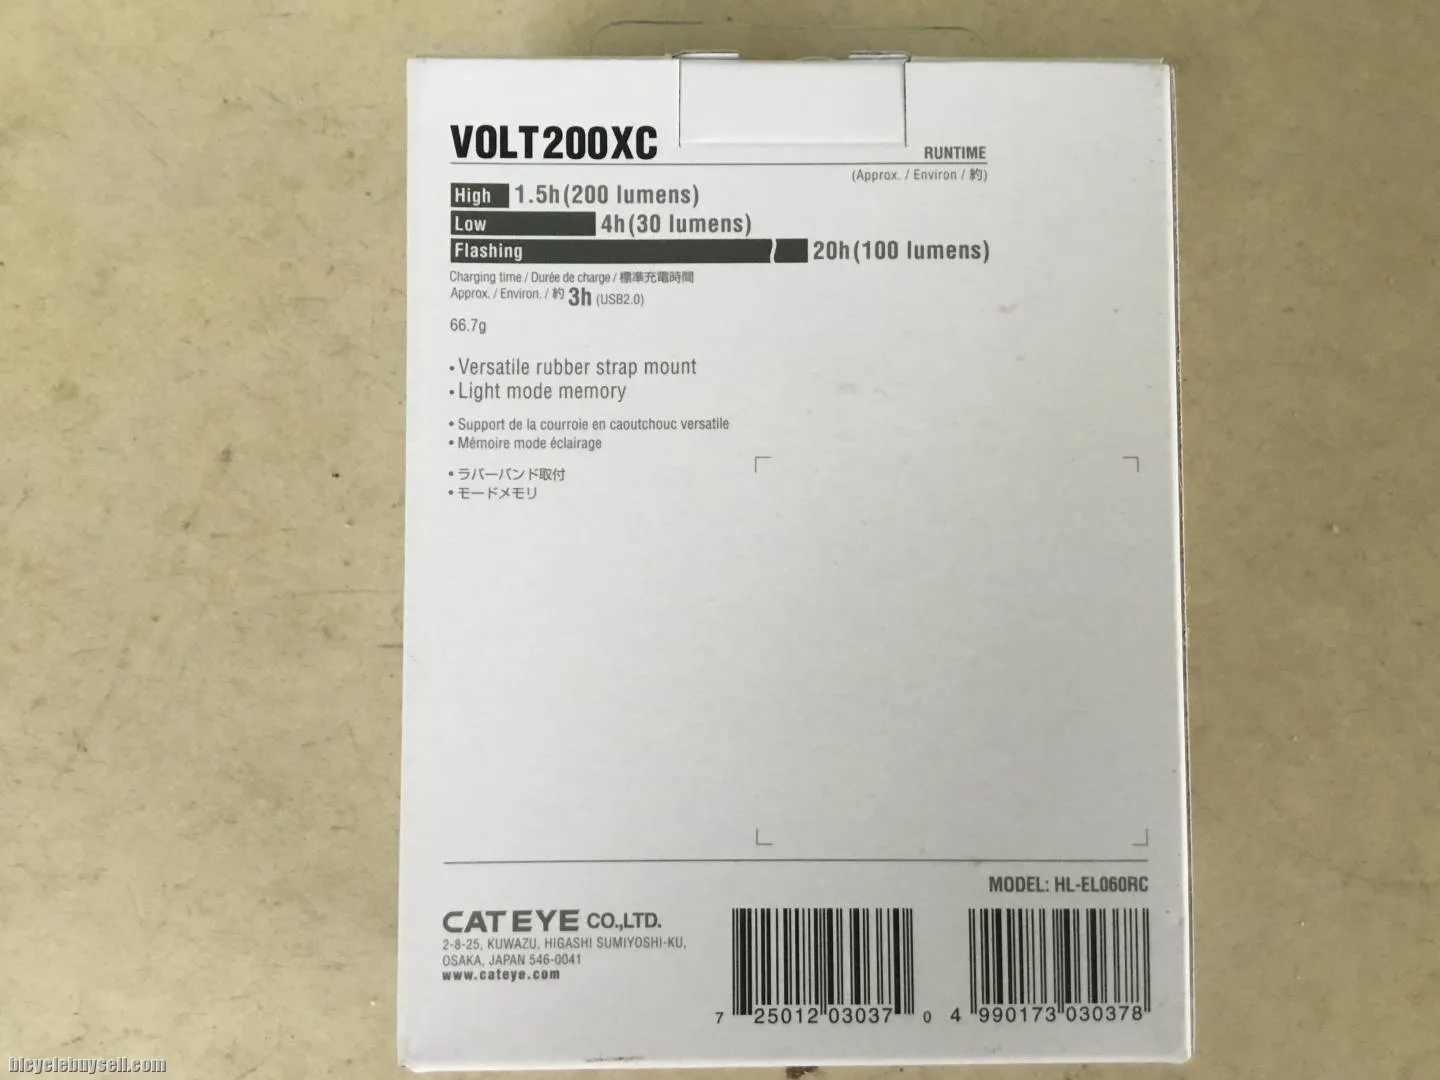 VOLT200XC
RUNTIME
(Approx. / Environ / 約)
High 1.5h(200 lumens)
Low 4h(30 lumens)
Flashing 20h(100 lumens)
Charging time / Durée de charge / 標準充電時間
Approx. / Environ. / 約 3h (USB2.0)
66.7g
• Versatile rubber strap mount
• Light mode memory
• Support de la courroie en caoutchouc versatile
• Mémoire mode éclairage
• ラバーバンド取付
• モードメモリ
MODEL: HL-EL060RC
CATEYE CO.,LTD.
2-8-25, KUWAZU, HIGASHI SUMIYOSHI-KU,
OSAKA, JAPAN 546-0041
www.cateye.com
7 25012 03037 0
4 990173 030378
bicyclebuysell.com